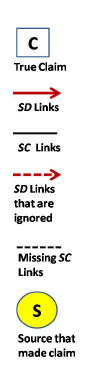 C
True Claim
SD Links
SC Links
SD Links
that are
ignored
Missing SC
Links
S
Source that
made claim